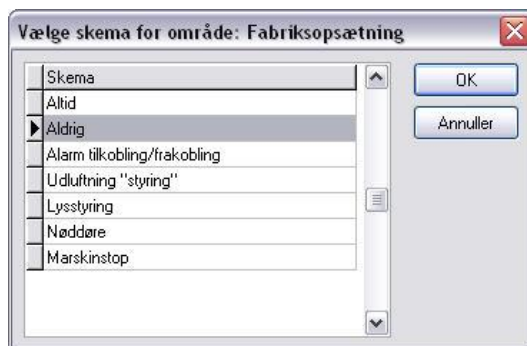 Vælge skema for område: Fabriksopsætning
Skema
Altid
Aldrig
Alarm tilkobling/frakobling
Udluftning "styring"
Lysstyring
Nøddøre
Marskinstop
OK
Annuller